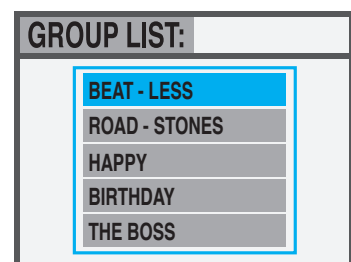 GROUP LIST:
BEAT - LESS
ROAD - STONES
HAPPY
BIRTHDAY
THE BOSS